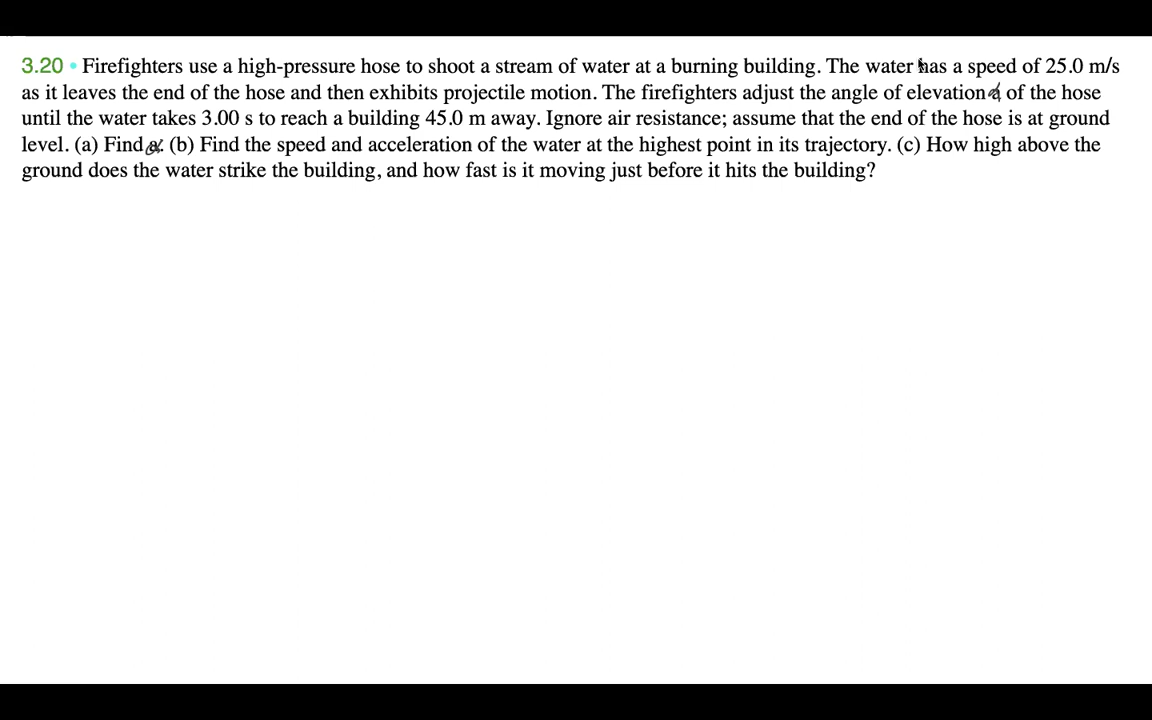 3.20 • Firefighters use a high-pressure hose to shoot a stream of water at a burning building. The water has a speed of 25.0 m/s
as it leaves the end of the hose and then exhibits projectile motion. The firefighters adjust the angle of elevation α of the hose
until the water takes 3.00 s to reach a building 45.0 m away. Ignore air resistance; assume that the end of the hose is at ground
level. (a) Find α. (b) Find the speed and acceleration of the water at the highest point in its trajectory. (c) How high above the
ground does the water strike the building, and how fast is it moving just before it hits the building?